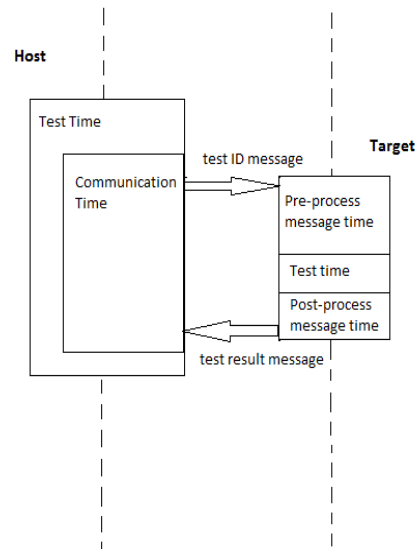 Host
Test Time
test ID message
Target
Communication
Time
Pre-process
message time
Test time
Post-process
message time
test result message